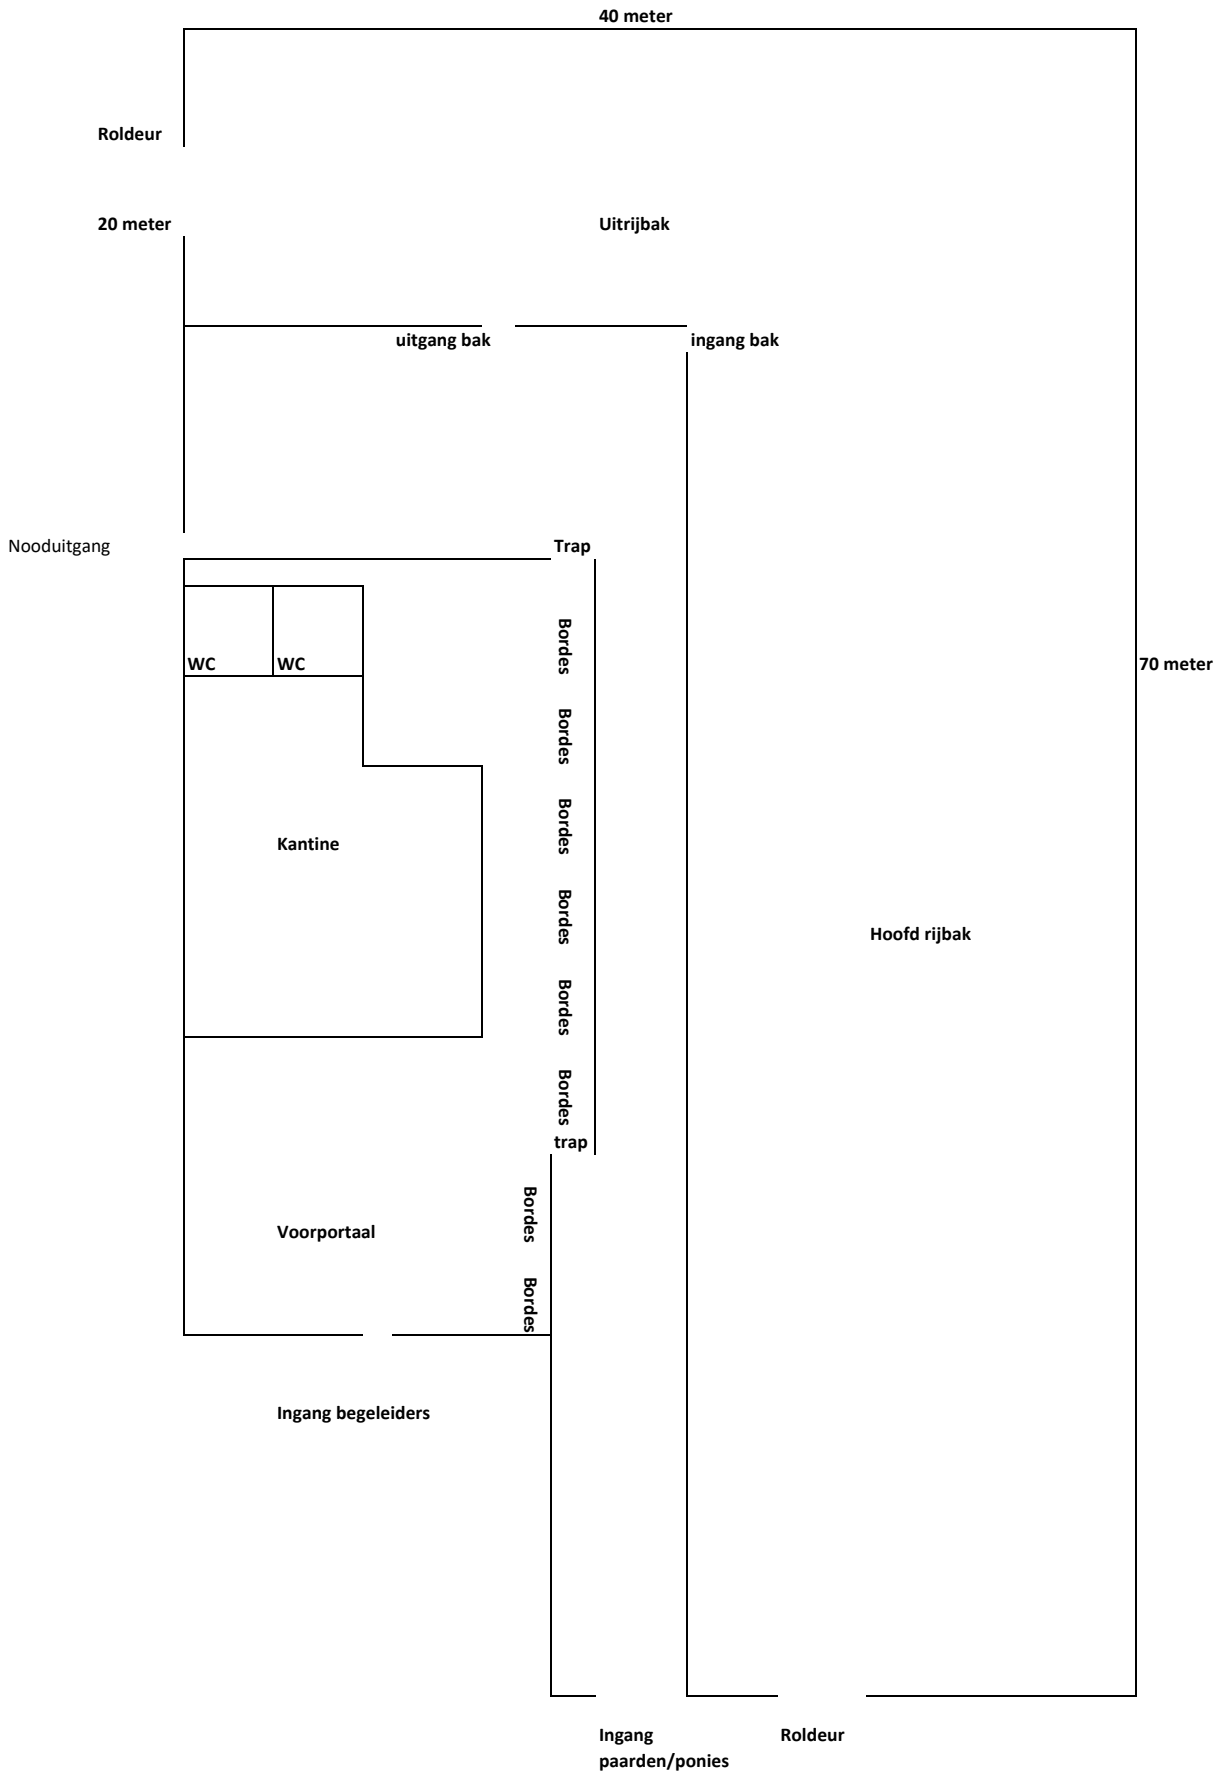 40 meter
Roldeur
20 meter
Uitrijbak
uitgang bak
ingang bak
Nooduitgang
Trap
Bordes
WC
WC
70 meter
Bordes
Bordes
Kantine
Bordes
Hoofd rijbak
Bordes
Bordes
trap
Bordes
Voorportaal
Bordes
Ingang begeleiders
Ingang
paarden/ponies
Roldeur